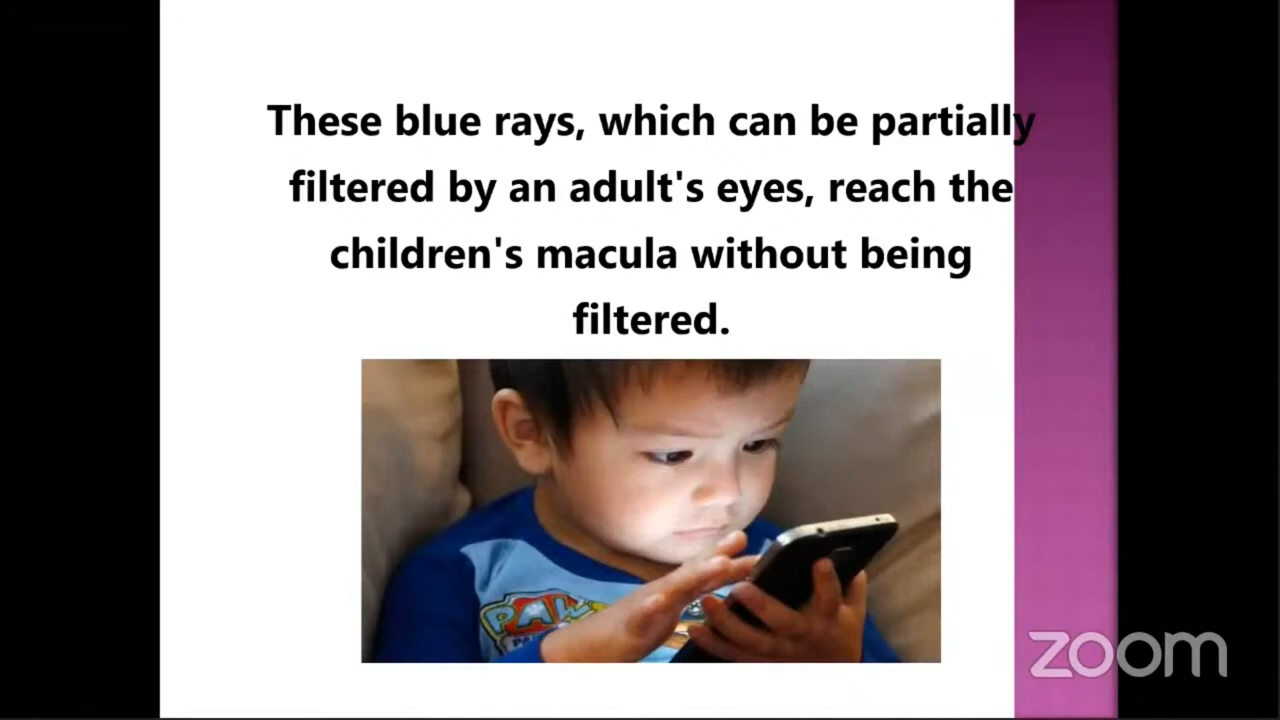 These blue rays, which can be partially
filtered by an adult's eyes, reach the
children's macula without being
filtered.
PAW
zoom